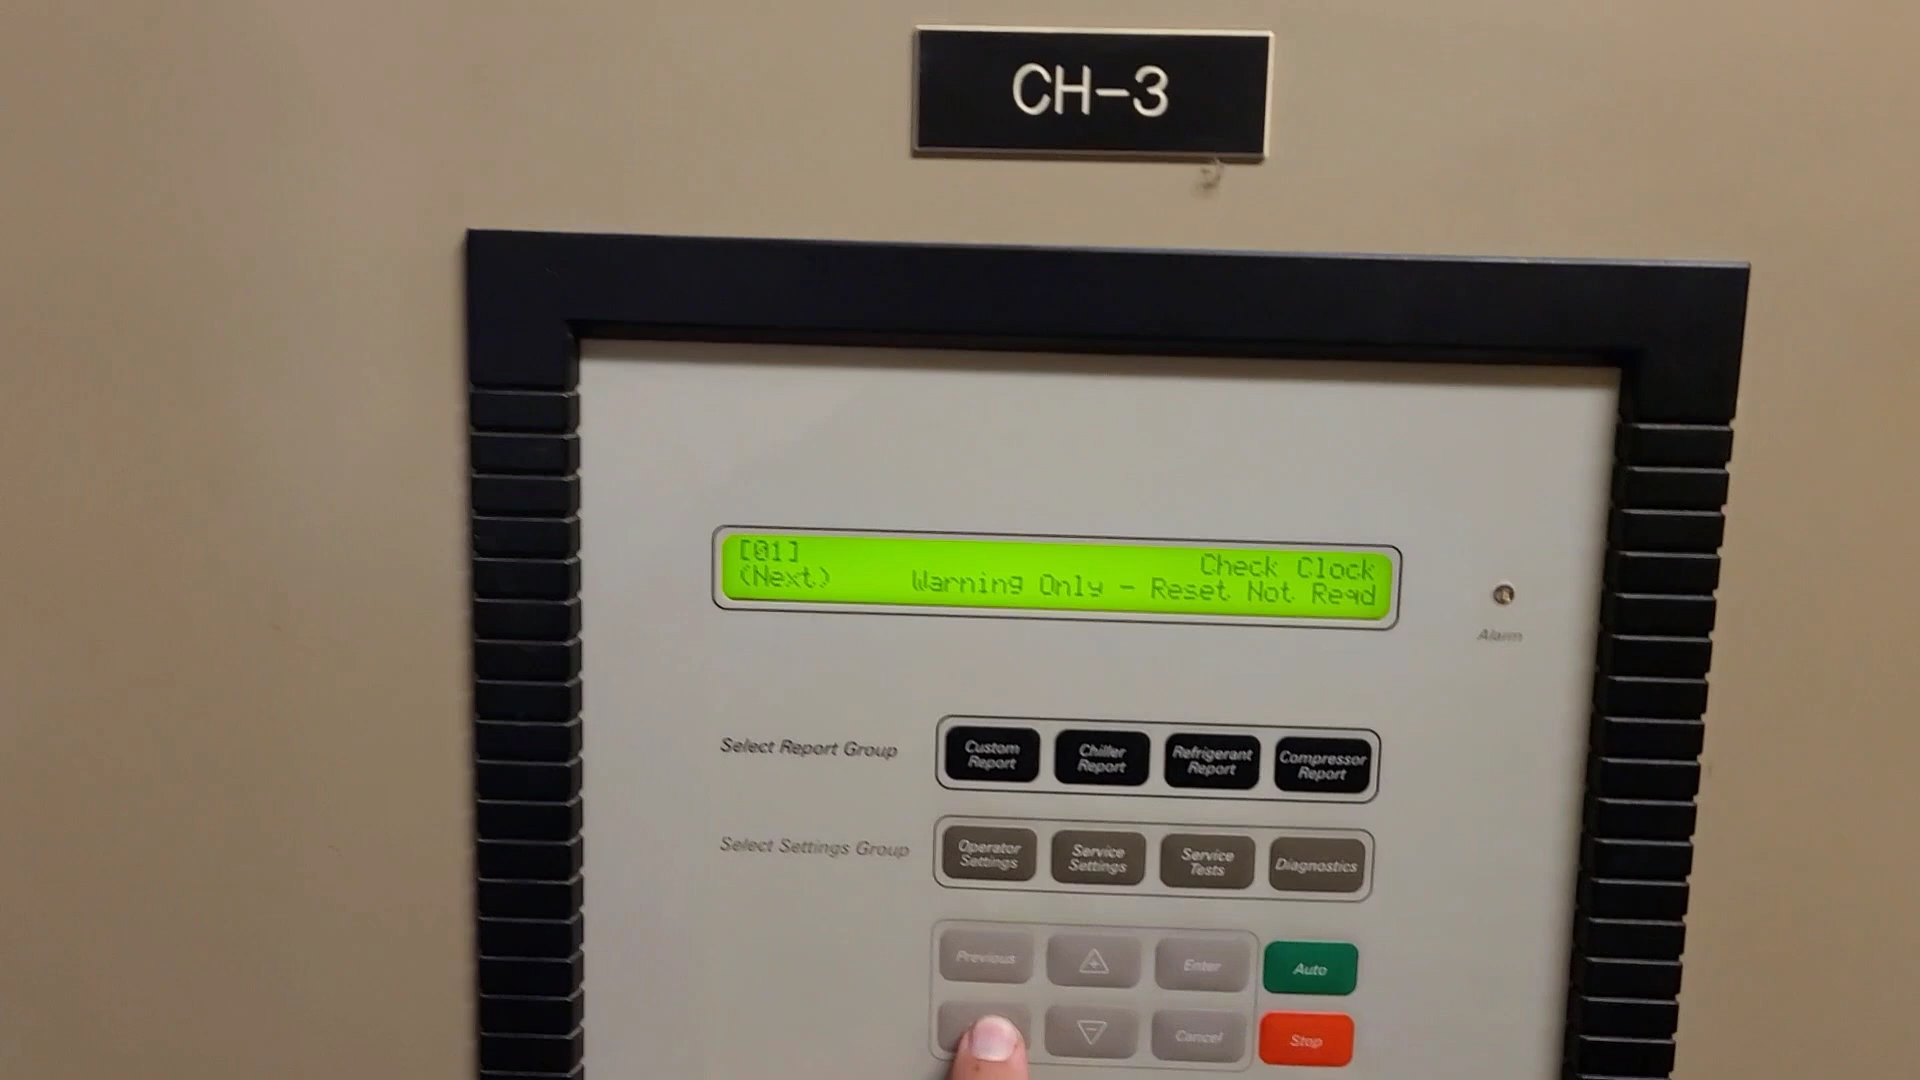 CH-3
[01] Check Clock
(Next) Warning Only - Reset Not Reqd
Alarm
Select Report Group
Custom Report
Chiller Report
Refrigerant Report
Compressor Report
Select Settings Group
Operator Settings
Service Settings
Service Tests
Diagnostics
Previous
+
Enter
Auto
-
Cancel
Stop